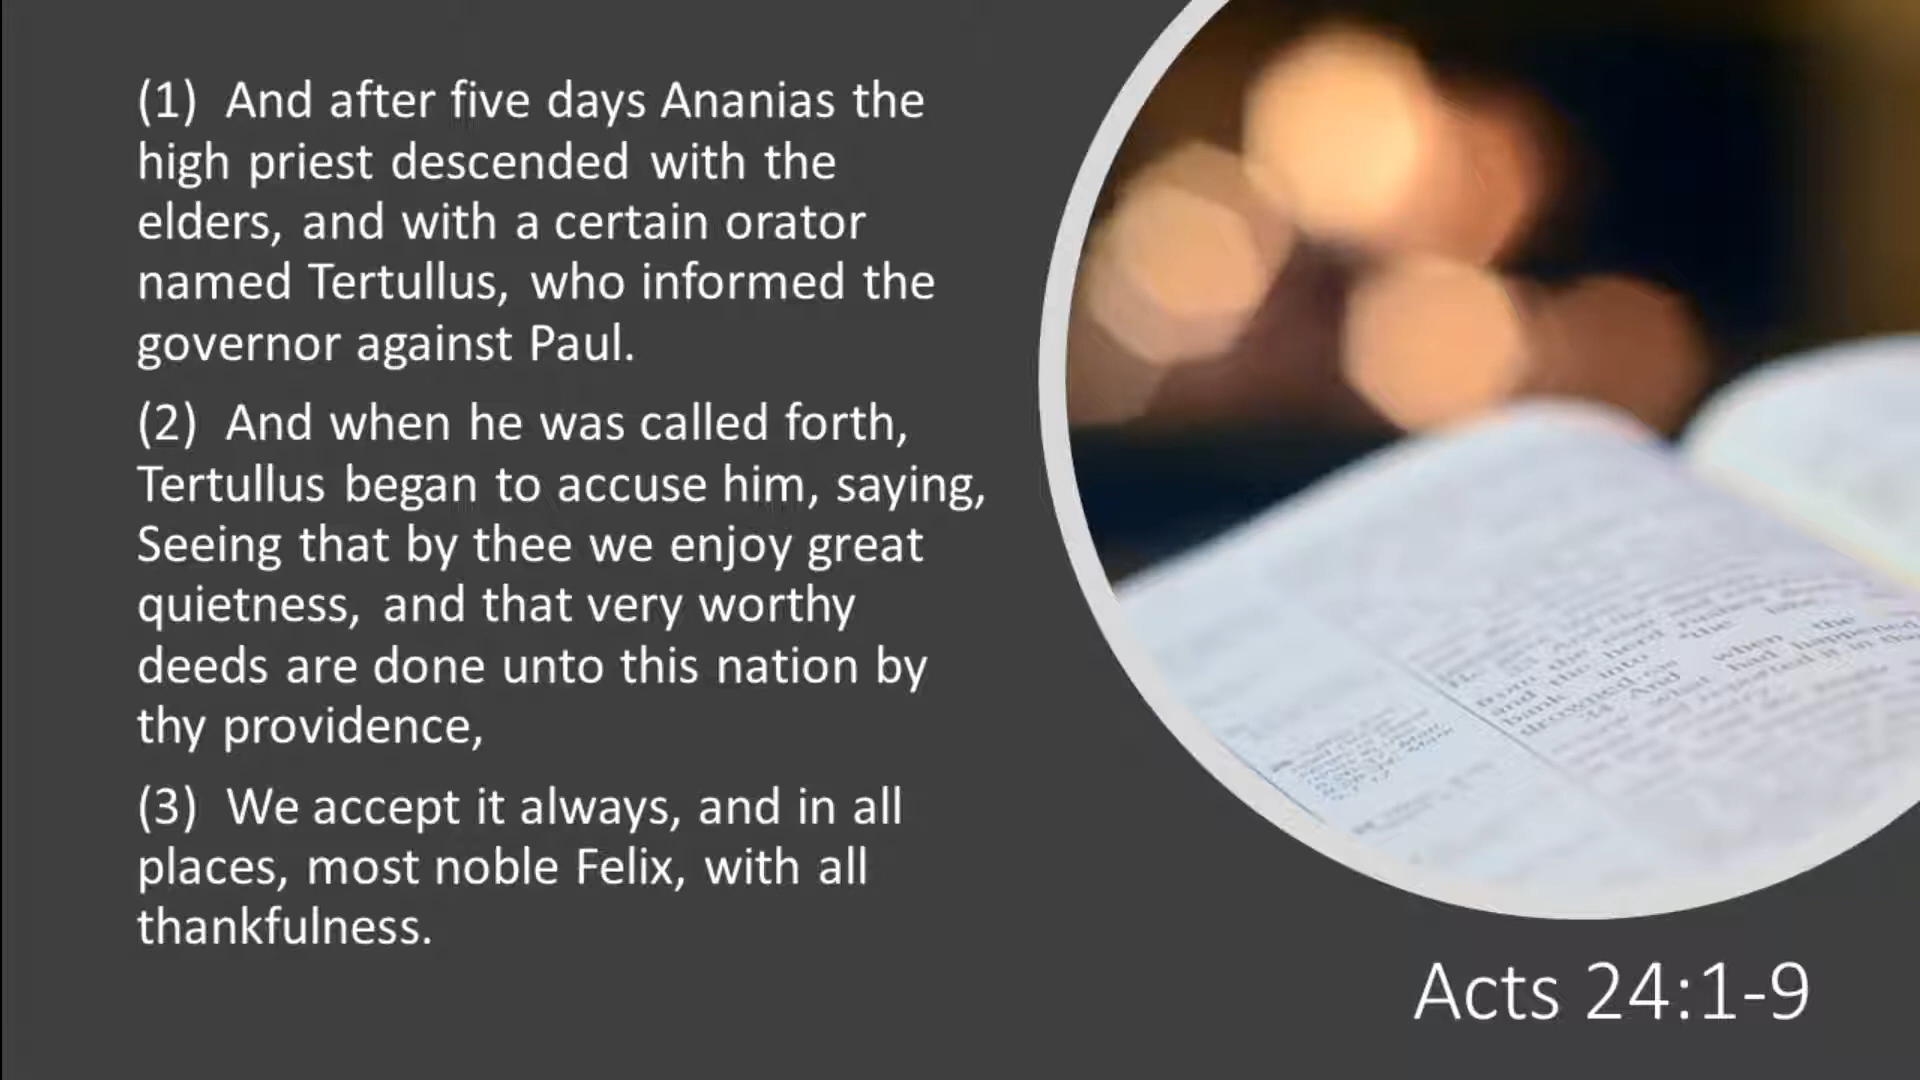 (1) And after five days Ananias the
high priest descended with the
elders, and with a certain orator
named Tertullus, who informed the
governor against Paul.
(2) And when he was called forth,
Tertullus began to accuse him, saying,
Seeing that by thee we enjoy great
quietness, and that very worthy
deeds are done unto this nation by
thy providence,
(3) We accept it always, and in all
places, most noble Felix, with all
thankfulness.
Acts 24:1-9